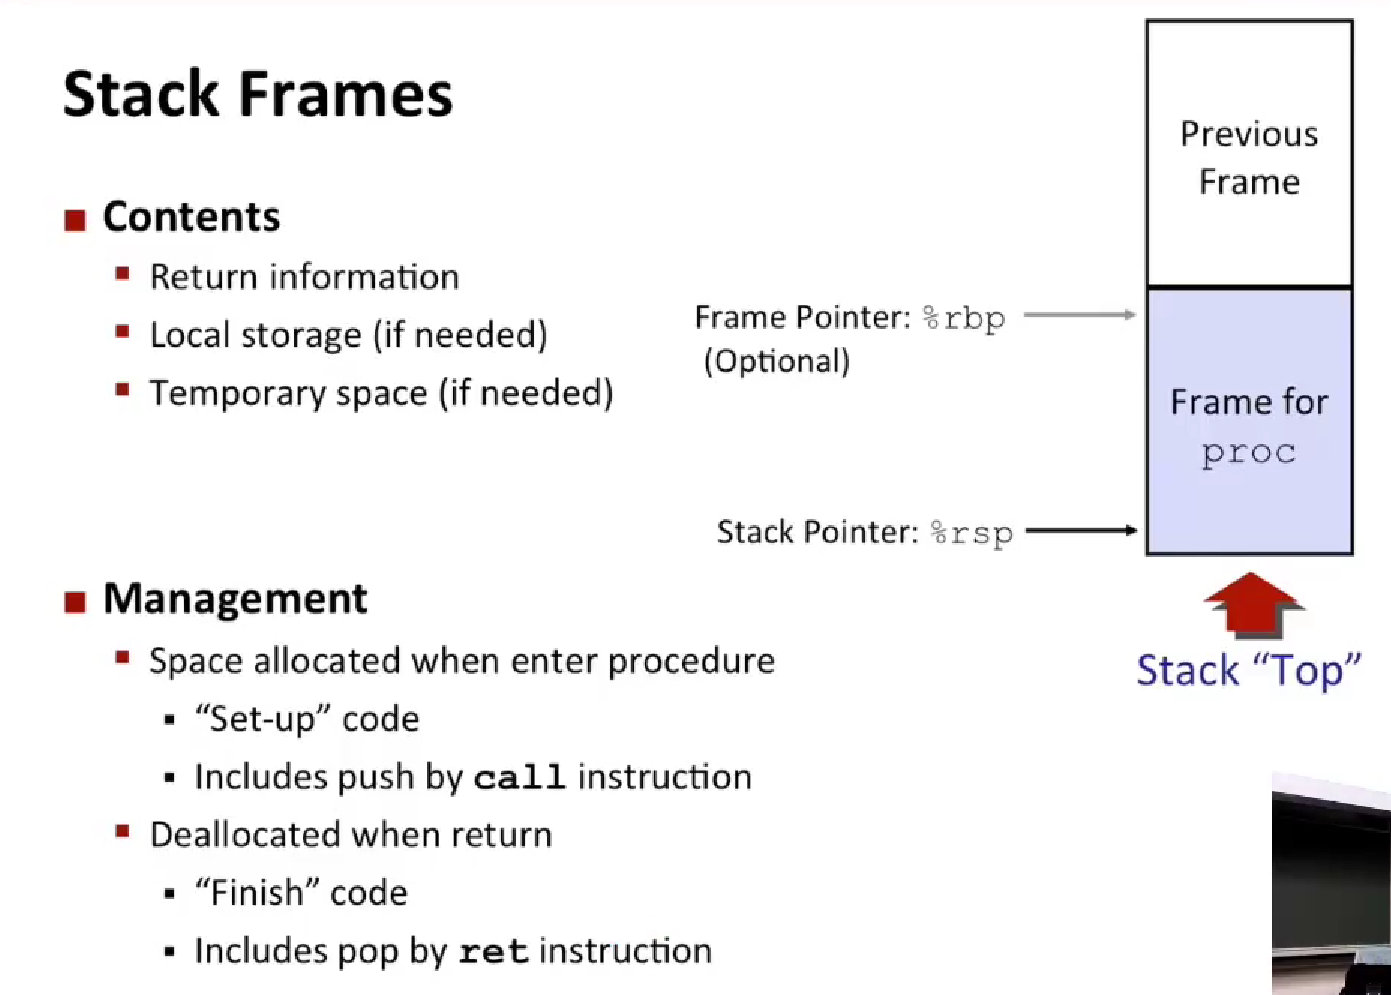 Stack Frames
Contents
Return information
Local storage (if needed)
Temporary space (if needed)
Management
Space allocated when enter procedure
“Set-up” code
Includes push by call instruction
Deallocated when return
“Finish” code
Includes pop by ret instruction
Previous
Frame
Frame Pointer: %rbp
(Optional)
Frame for
proc
Stack Pointer: %rsp
Stack “Top”